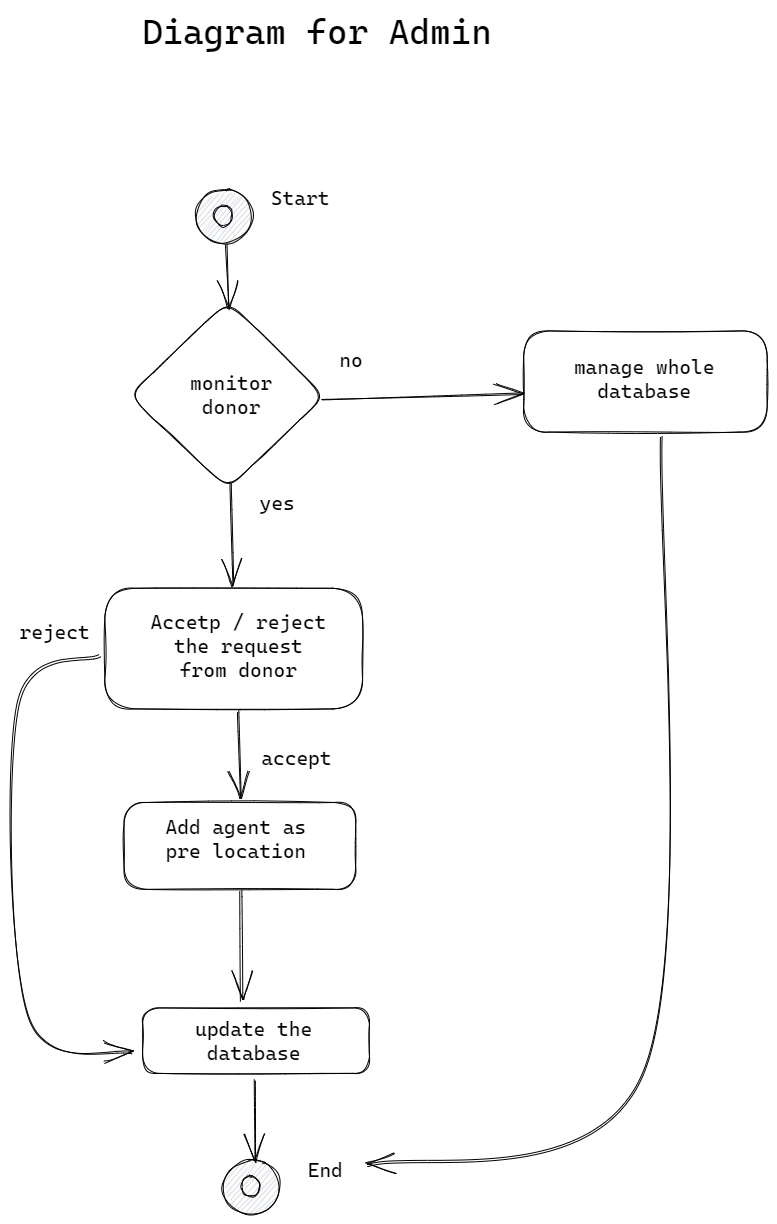 Diagram for Admin
Start
no
monitor
donor
manage whole
database
yes
Accetp / reject
the request
from donor
reject
accept
Add agent as
pre location
update the
database
End